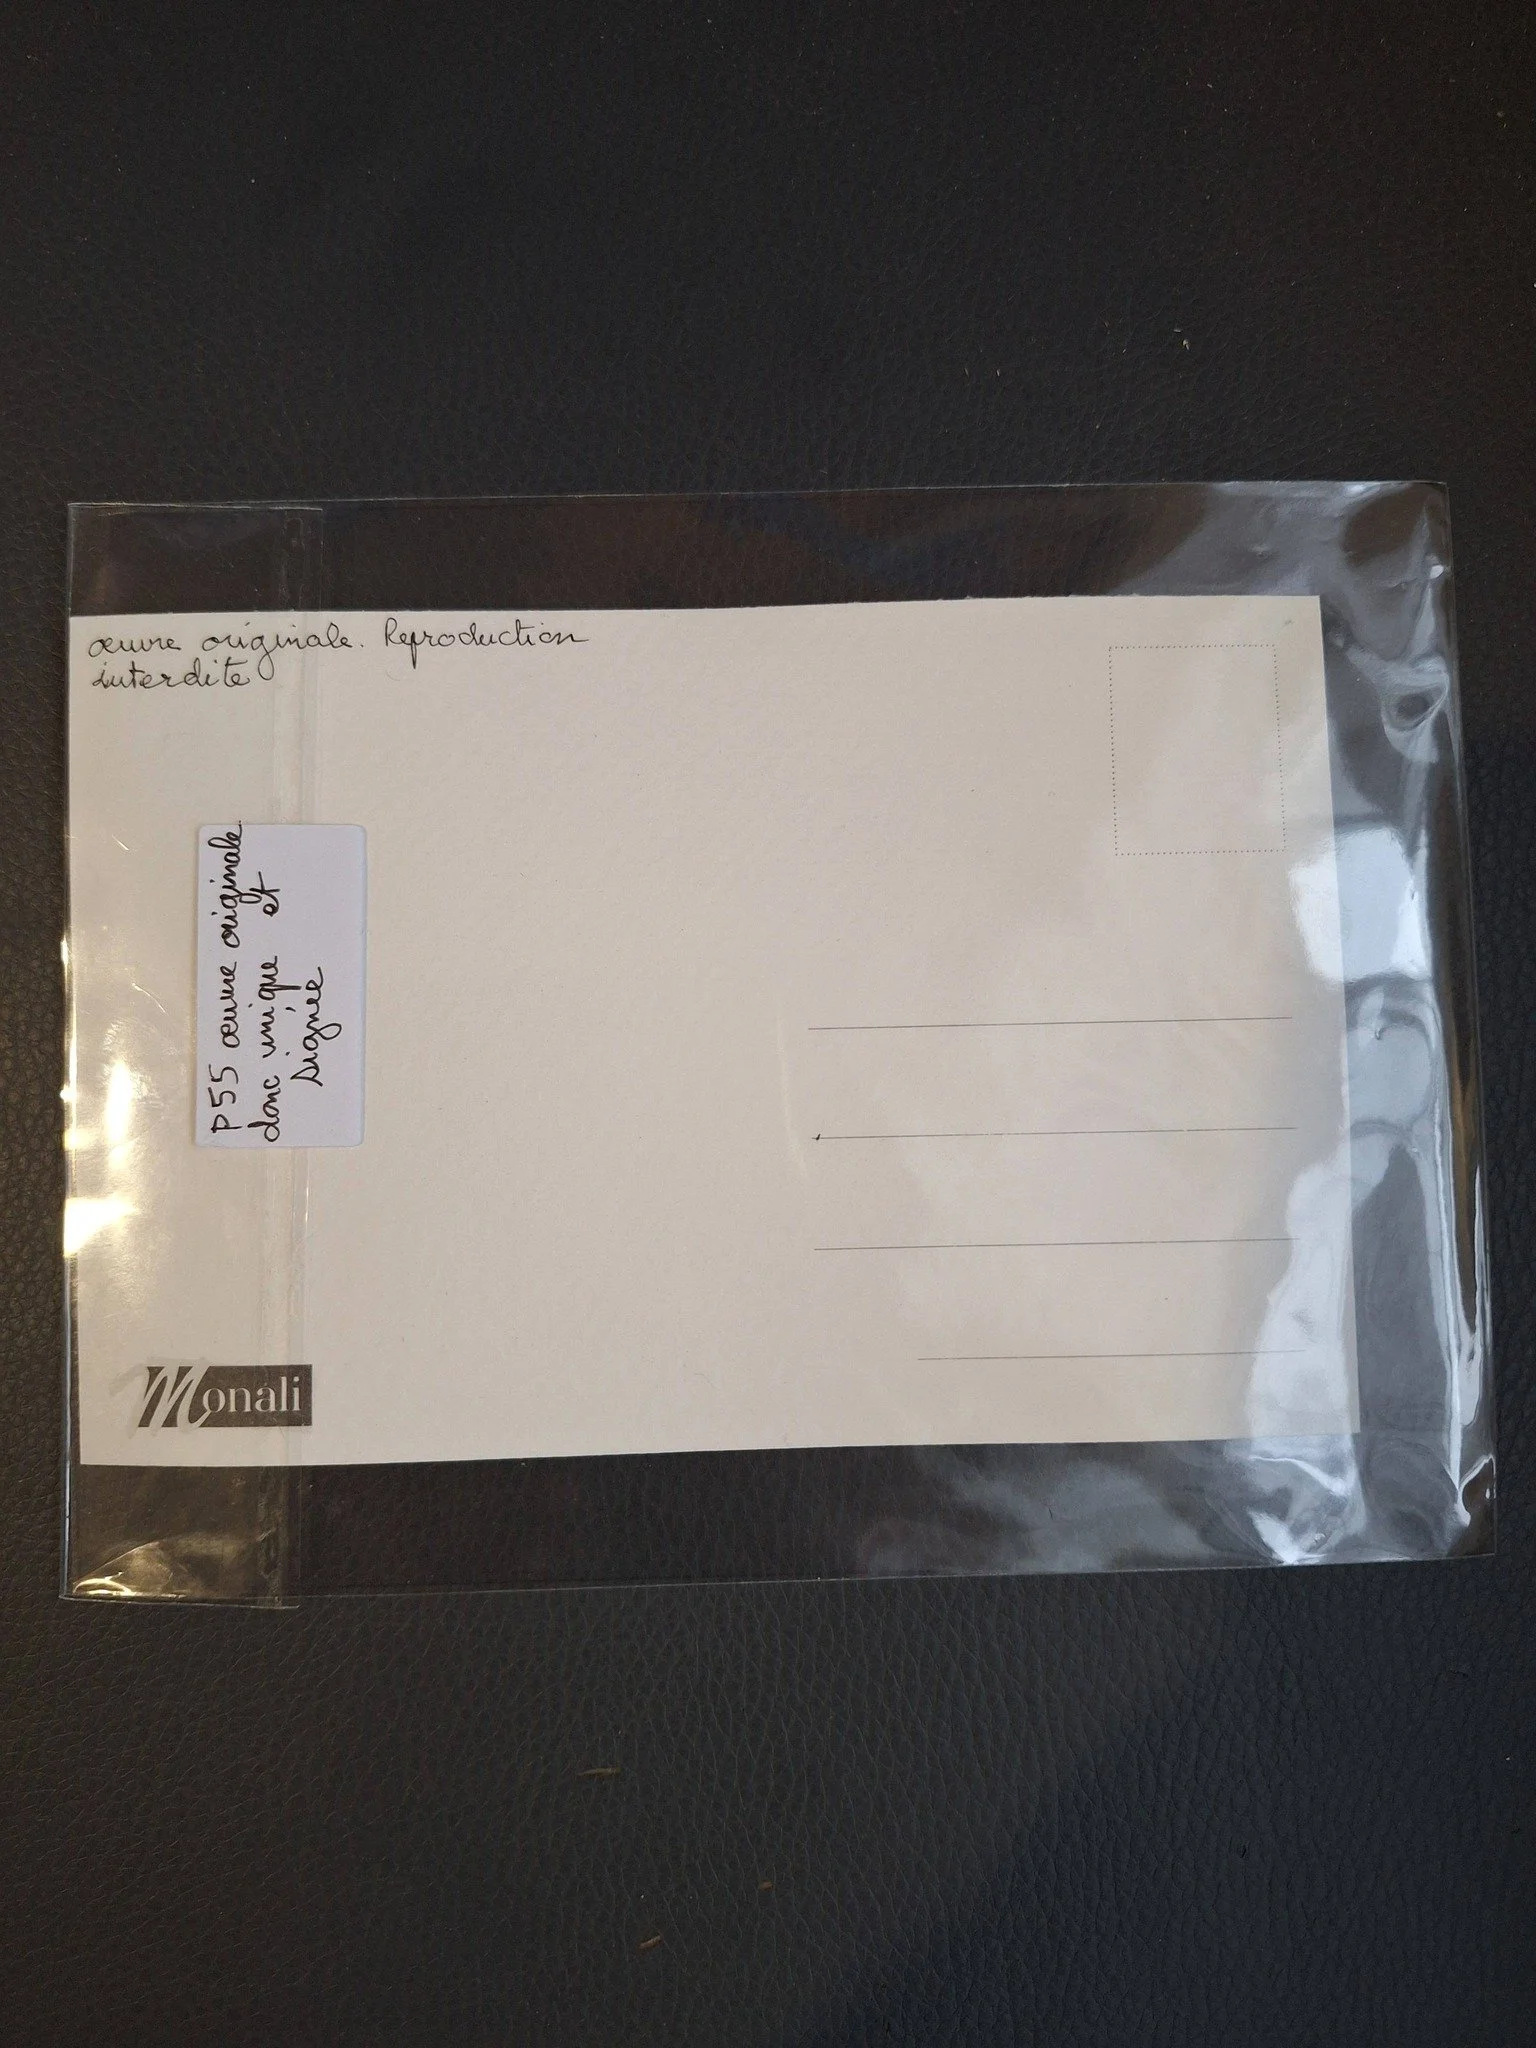 œuvre originale. Reproduction
interdite
P55 œuvre originale
donc unique et
signée
Monali